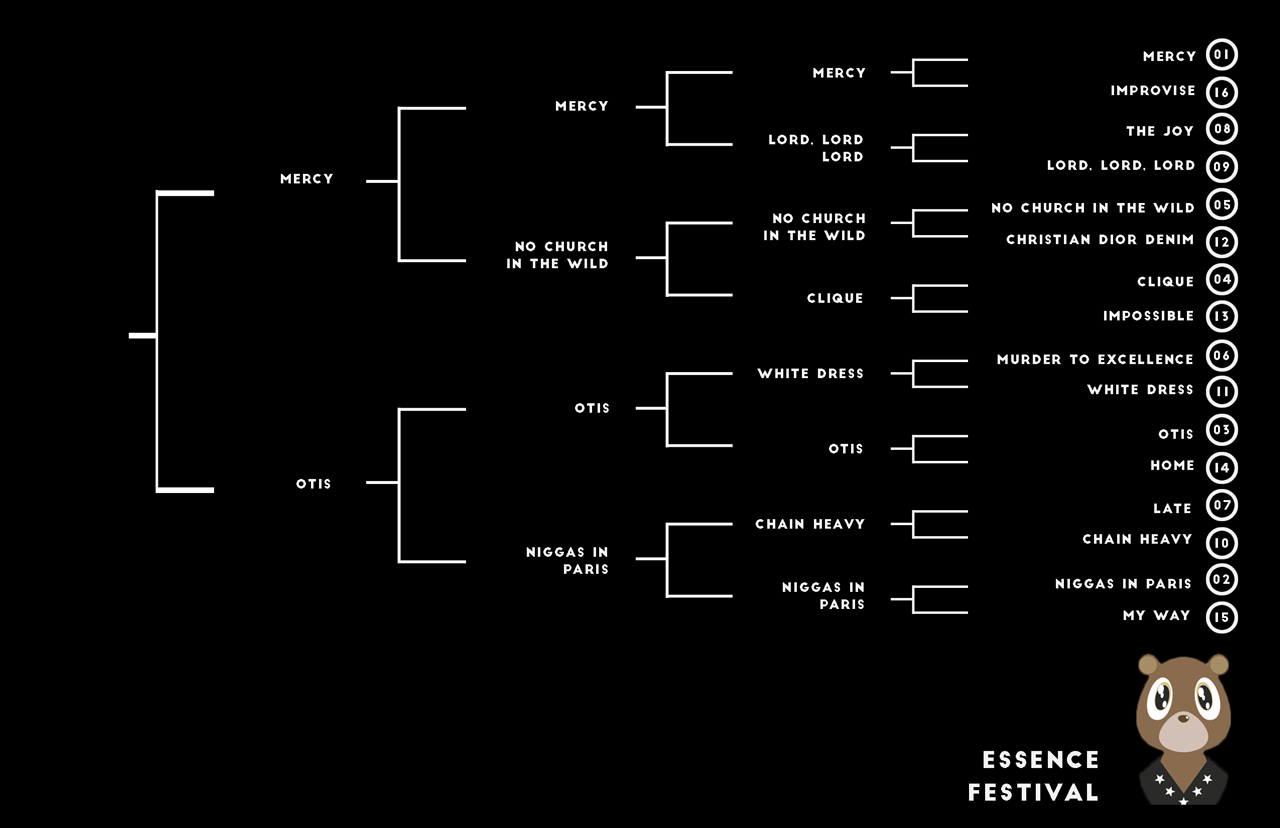 MERCY 01
IMPROVISE 16
THE JOY 08
LORD, LORD, LORD 09
NO CHURCH IN THE WILD 05
CHRISTIAN DIOR DENIM 12
CLIQUE 04
IMPOSSIBLE 13
MURDER TO EXCELLENCE 06
WHITE DRESS 11
OTIS 03
HOME 14
LATE 07
CHAIN HEAVY 10
NIGGAS IN PARIS 02
MY WAY 15
MERCY
LORD, LORD
LORD
NO CHURCH
IN THE WILD
CLIQUE
WHITE DRESS
OTIS
CHAIN HEAVY
NIGGAS IN
PARIS
MERCY
NO CHURCH
IN THE WILD
OTIS
NIGGAS IN
PARIS
MERCY
OTIS
ESSENCE
FESTIVAL